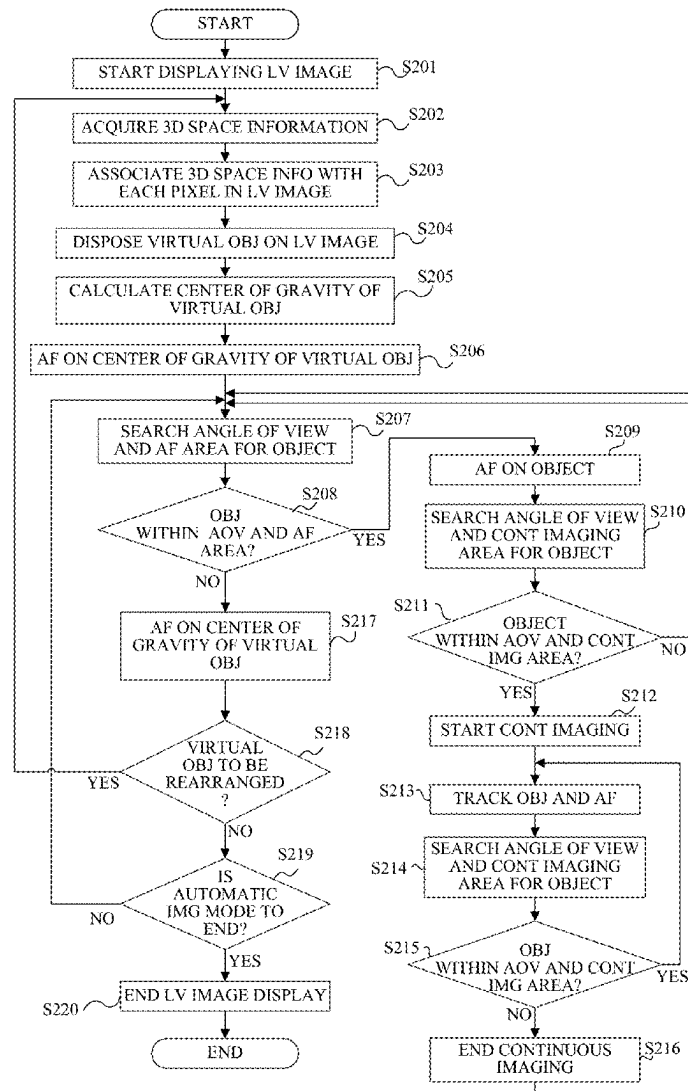 START
START DISPLAYING LV IMAGE
S201
ACQUIRE 3D SPACE INFORMATION
S202
ASSOCIATE 3D SPACE INFO WITH
EACH PIXEL IN LV IMAGE
S203
DISPOSE VIRTUAL OBJ ON LV IMAGE
S204
CALCULATE CENTER OF GRAVITY OF
VIRTUAL OBJ
S205
AF ON CENTER OF GRAVITY OF VIRTUAL OBJ
S206
SEARCH ANGLE OF VIEW
AND AF AREA FOR OBJECT
S207
OBJ
WITHIN AOV AND AF
AREA?
S208
YES
NO
AF ON OBJECT
S209
SEARCH ANGLE OF VIEW
AND CONT IMAGING
AREA FOR OBJECT
S210
S211
OBJECT
WITHIN AOV AND CONT
IMG AREA?
NO
YES
START CONT IMAGING
S212
S213
TRACK OBJ AND AF
S214
SEARCH ANGLE OF VIEW
AND CONT IMAGING
AREA FOR OBJECT
S215
OBJ
WITHIN AOV AND CONT
IMG AREA?
YES
NO
END CONTINUOUS
IMAGING
S216
AF ON CENTER OF
GRAVITY OF VIRTUAL
OBJ
S217
VIRTUAL
OBJ TO BE
REARRANGED
?
S218
YES
NO
IS
AUTOMATIC
IMG MODE TO
END?
S219
NO
YES
END LV IMAGE DISPLAY
S220
END